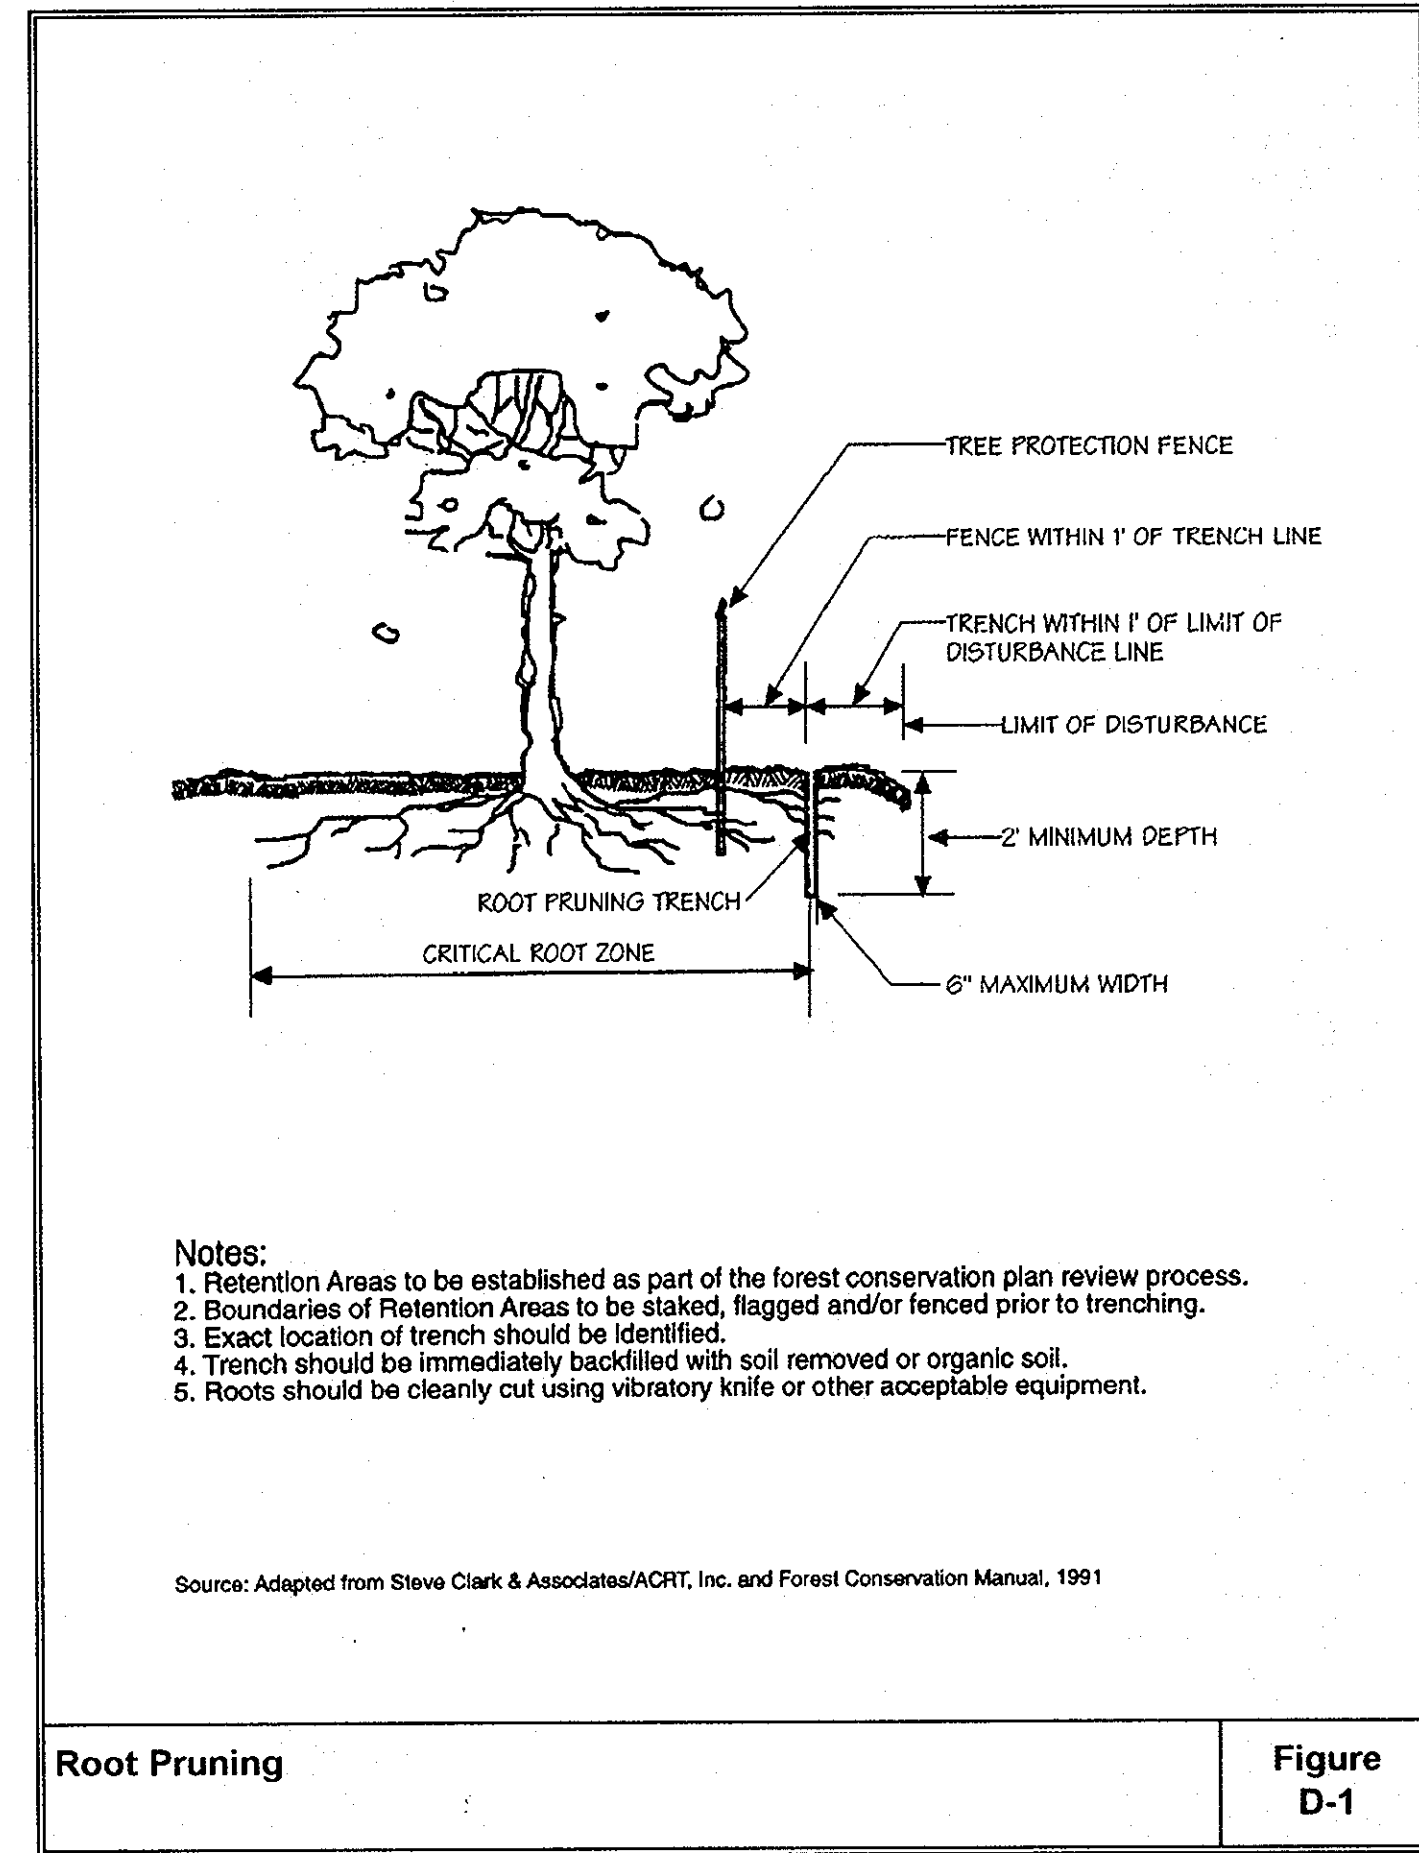 TREE PROTECTION FENCE
FENCE WITHIN 1' OF TRENCH LINE
TRENCH WITHIN 1' OF LIMIT OF
DISTURBANCE LINE
LIMIT OF DISTURBANCE
2' MINIMUM DEPTH
ROOT PRUNING TRENCH
CRITICAL ROOT ZONE
6" MAXIMUM WIDTH
Notes:
1. Retention Areas to be established as part of the forest conservation plan review process.
2. Boundaries of Retention Areas to be staked, flagged and/or fenced prior to trenching.
3. Exact location of trench should be identified.
4. Trench should be immediately backfilled with soil removed or organic soil.
5. Roots should be cleanly cut using vibratory knife or other acceptable equipment.
Source: Adapted from Steve Clark & Associates/ACRT, Inc. and Forest Conservation Manual, 1991
Root Pruning
Figure
D-1